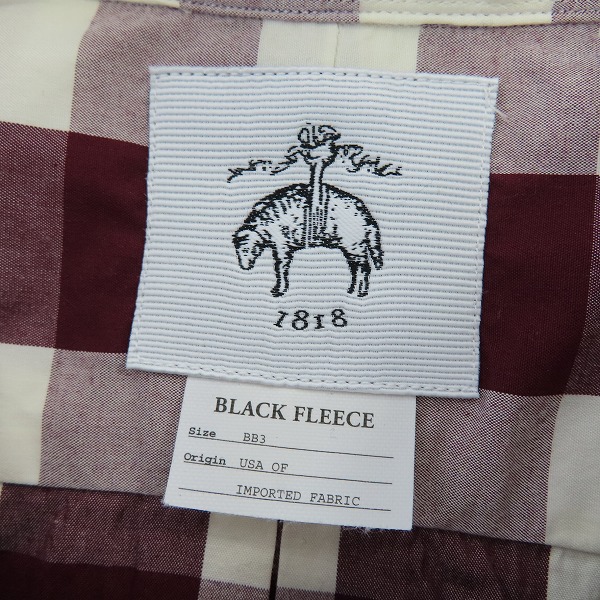 1818
BLACK FLEECE
Size BB3
Origin USA OF
IMPORTED FABRIC